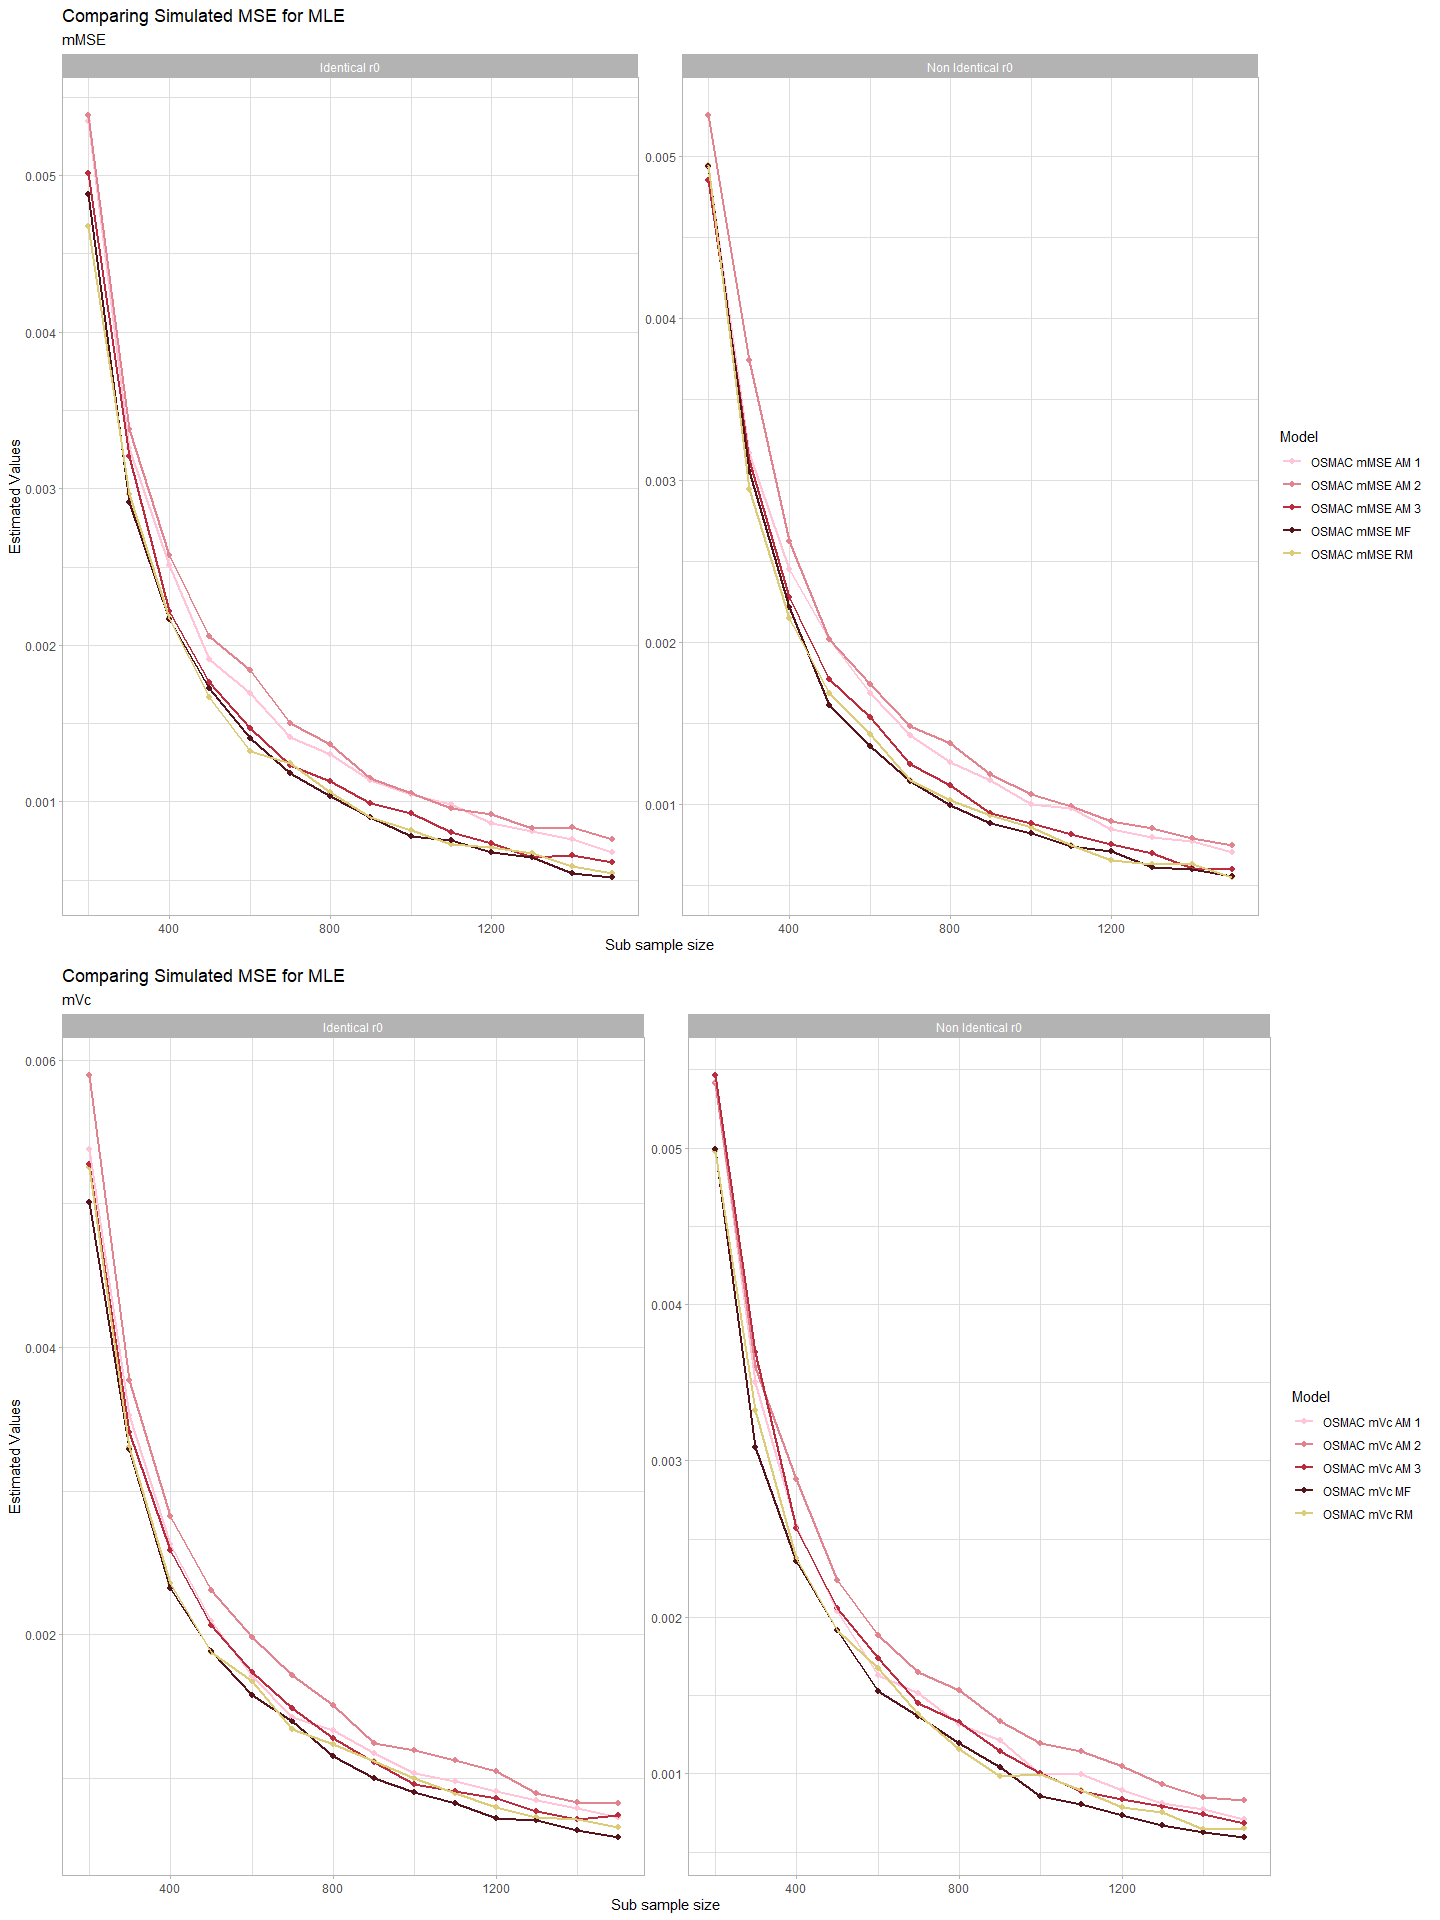 Comparing Simulated MSE for MLE
mMSE
Identical r0
Non Identical r0
0.005
0.004
0.003
0.002
0.001
0.005
0.004
0.003
0.002
0.001
Estimated Values
400
800
1200
400
800
1200
Sub sample size
Model
OSMAC mMSE AM 1
OSMAC mMSE AM 2
OSMAC mMSE AM 3
OSMAC mMSE MF
OSMAC mMSE RM
Comparing Simulated MSE for MLE
mVc
Identical r0
Non Identical r0
0.006
0.004
0.002
0.005
0.004
0.003
0.002
0.001
Estimated Values
400
800
1200
400
800
1200
Sub sample size
Model
OSMAC mVc AM 1
OSMAC mVc AM 2
OSMAC mVc AM 3
OSMAC mVc MF
OSMAC mVc RM